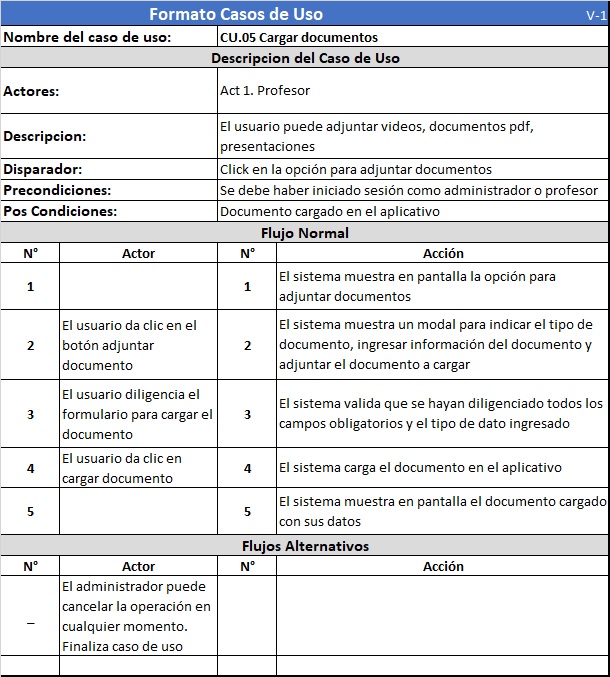 Formato Casos de Uso V-1
Nombre del caso de uso: CU.05 Cargar documentos
Descripcion del Caso de Uso
Actores: Act 1. Profesor
Descripcion: El usuario puede adjuntar videos, documentos pdf,
presentaciones
Disparador: Click en la opción para adjuntar documentos
Precondiciones: Se debe haber iniciado sesión como administrador o profesor
Pos Condiciones: Documento cargado en el aplicativo
Flujo Normal
N° Actor N° Acción
1 1 El sistema muestra en pantalla la opción para
adjuntar documentos
2 El usuario da clic en el
botón adjuntar
documento
2 El sistema muestra un modal para indicar el tipo de
documento, ingresar información del documento y
adjuntar el documento a cargar
3 El usuario diligencia el
formulario para cargar el
documento
3 El sistema valida que se hayan diligenciado todos los
campos obligatorios y el tipo de dato ingresado
4 El usuario da clic en
cargar documento
4 El sistema carga el documento en el aplicativo
5 5 El sistema muestra en pantalla el documento cargado
con sus datos
Flujos Alternativos
N° Actor N° Acción
_ El administrador puede
cancelar la operación en
cualquier momento.
Finaliza caso de uso